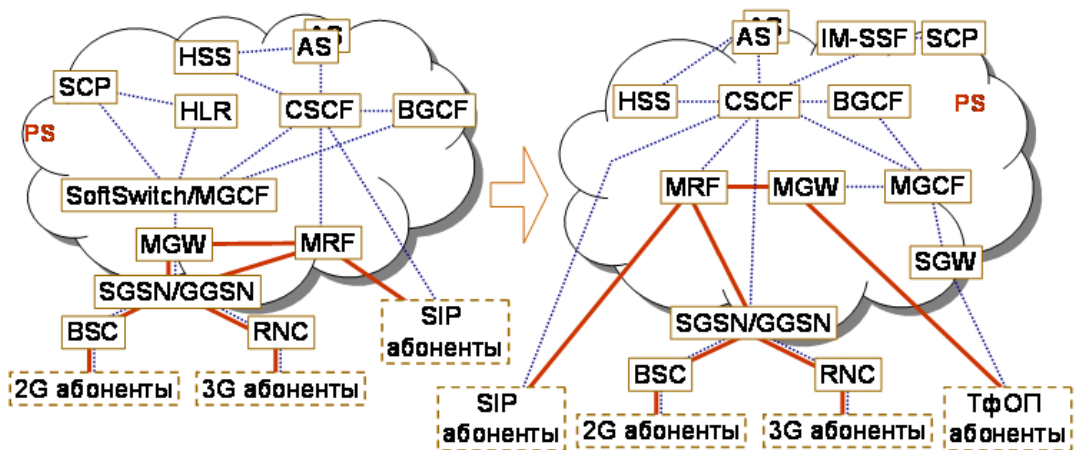 AS
AS
HSS
SCP
HLR
CSCF
BGCF
PS
SoftSwitch/MGCF
MGW
MRF
SGSN/GGSN
BSC
RNC
SIP
абоненты
2G абоненты
3G абоненты
AS
AS
IM-SSF
SCP
HSS
CSCF
BGCF
PS
MRF
MGW
MGCF
SGW
SGSN/GGSN
BSC
RNC
SIP
абоненты
2G абоненты
3G абоненты
ТфОП
абоненты